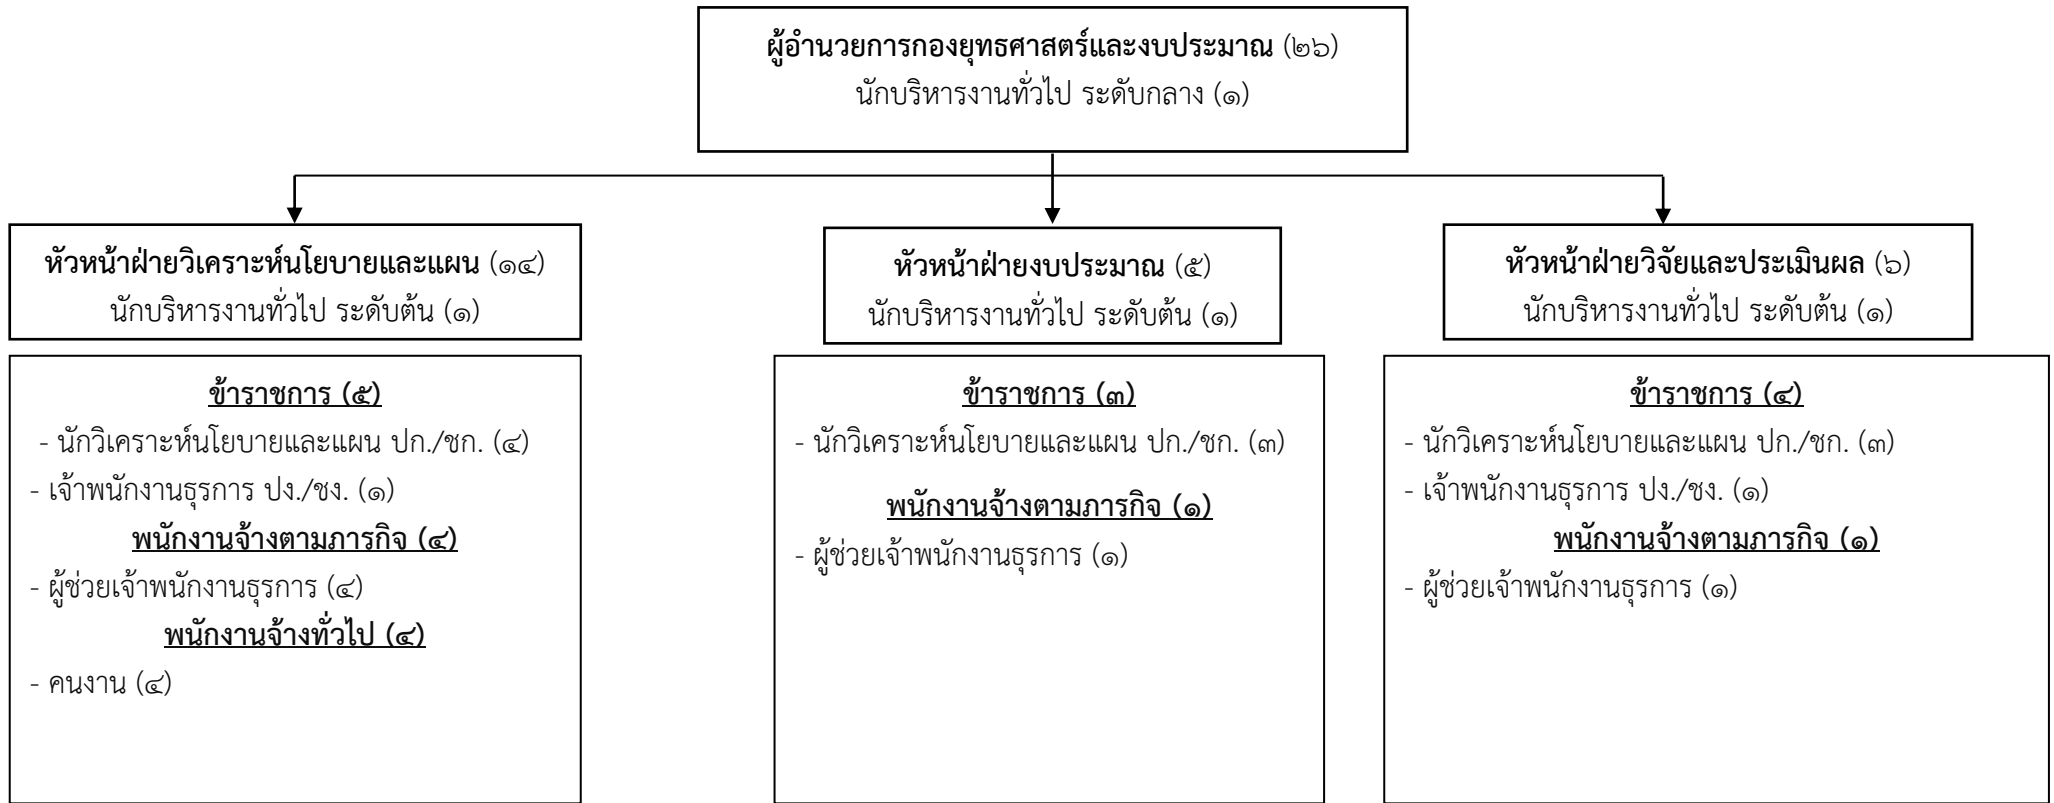 ผู้อำนวยการกองยุทธศาสตร์และงบประมาณ (๒๖)
นักบริหารงานทั่วไป ระดับกลาง (๑)
หัวหน้าฝ่ายวิเคราะห์นโยบายและแผน (๑๔)
นักบริหารงานทั่วไป ระดับต้น (๑)
ข้าราชการ (๕)
- นักวิเคราะห์นโยบายและแผน ปก./ชก. (๔)
- เจ้าพนักงานธุรการ ปง./ชง. (๑)
พนักงานจ้างตามภารกิจ (๔)
- ผู้ช่วยเจ้าพนักงานธุรการ (๔)
พนักงานจ้างทั่วไป (๔)
- คนงาน (๔)
หัวหน้าฝ่ายงบประมาณ (๕)
นักบริหารงานทั่วไป ระดับต้น (๑)
ข้าราชการ (๓)
- นักวิเคราะห์นโยบายและแผน ปก./ชก. (๓)
พนักงานจ้างตามภารกิจ (๑)
- ผู้ช่วยเจ้าพนักงานธุรการ (๑)
หัวหน้าฝ่ายวิจัยและประเมินผล (๖)
นักบริหารงานทั่วไป ระดับต้น (๑)
ข้าราชการ (๔)
- นักวิเคราะห์นโยบายและแผน ปก./ชก. (๓)
- เจ้าพนักงานธุรการ ปง./ชง. (๑)
พนักงานจ้างตามภารกิจ (๑)
- ผู้ช่วยเจ้าพนักงานธุรการ (๑)